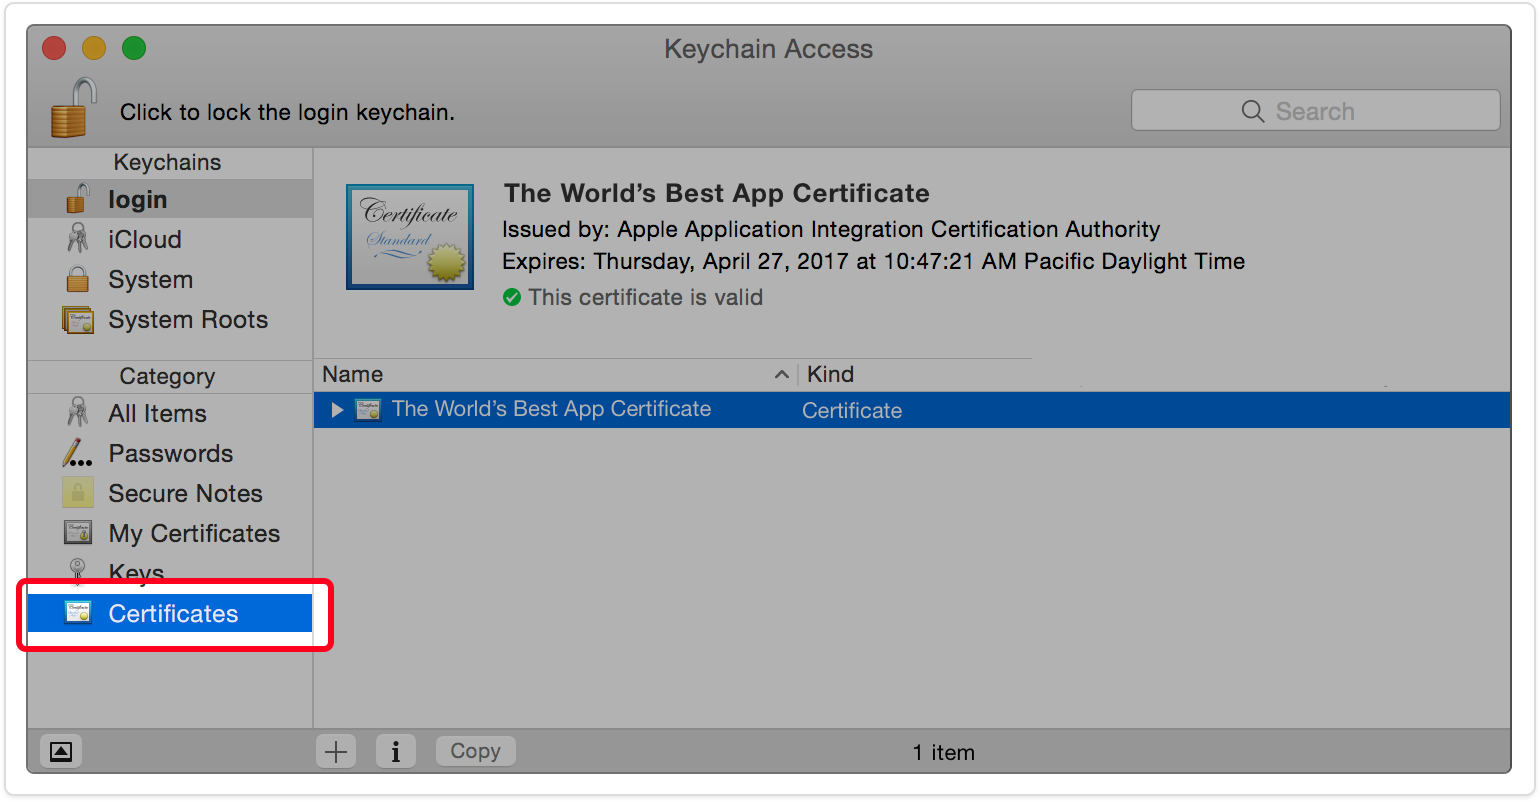 Keychain Access
Click to lock the login keychain.
Search
Keychains
login
iCloud
System
System Roots
Category
All Items
Passwords
Secure Notes
My Certificates
Keys
Certificates
Certificate
Standard
The World’s Best App Certificate
Issued by: Apple Application Integration Certification Authority
Expires: Thursday, April 27, 2017 at 10:47:21 AM Pacific Daylight Time
This certificate is valid
Name Kind
The World’s Best App Certificate Certificate
Copy
1 item